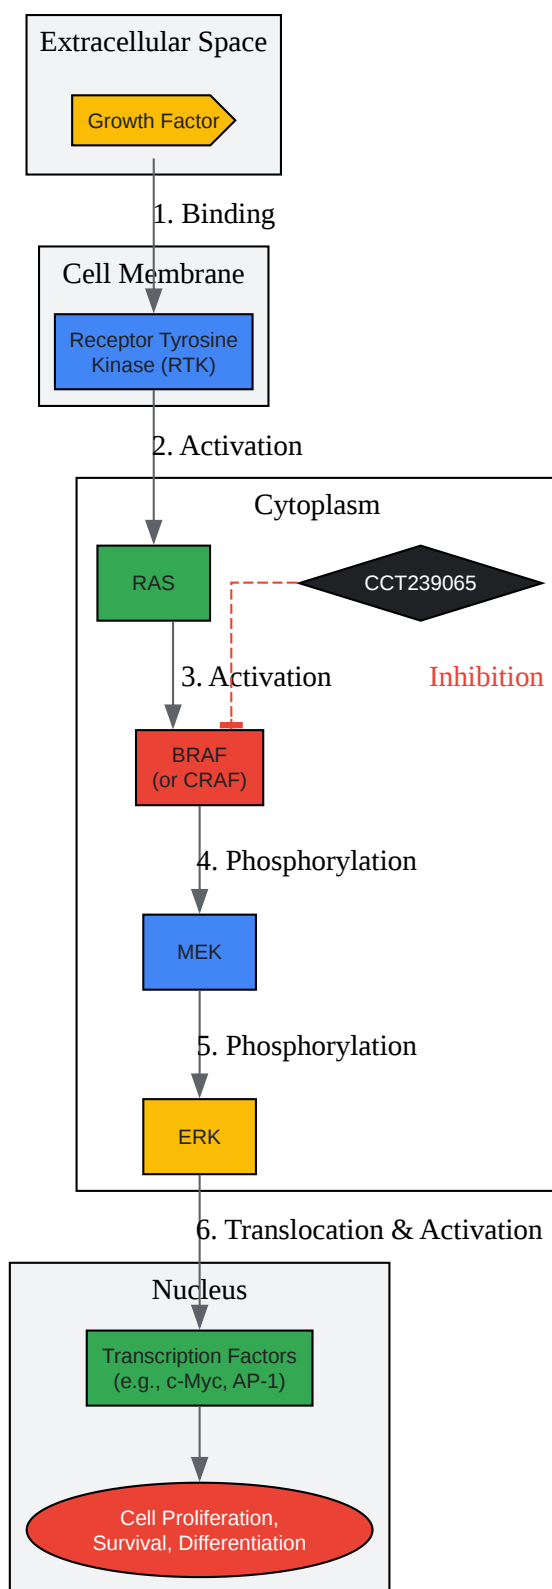 Extracellular Space
Growth Factor
1. Binding
Cell Membrane
Receptor Tyrosine
Kinase (RTK)
2. Activation
Cytoplasm
RAS
CCT239065
3. Activation
Inhibition
BRAF
(or CRAF)
4. Phosphorylation
MEK
5. Phosphorylation
ERK
6. Translocation & Activation
Nucleus
Transcription Factors
(e.g., c-Myc, AP-1)
Cell Proliferation,
Survival, Differentiation